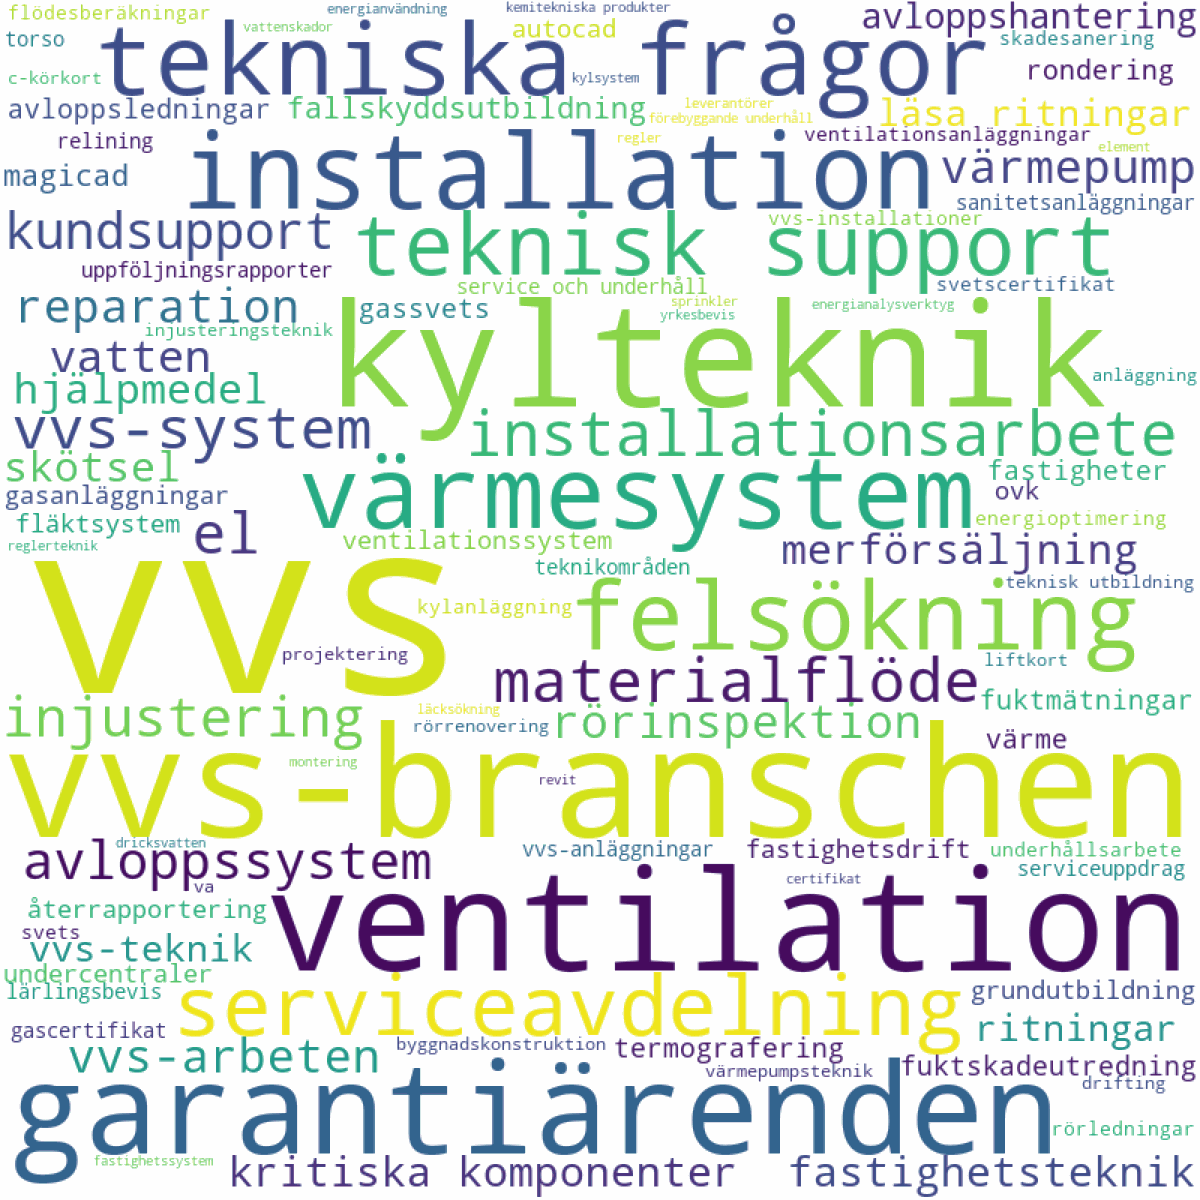 flödesberäkningar
energianvändning
kemitekniska produkter
avloppshantering
vattenskador
autocad
torso
tekniska frågor
skadesanering
c-körkort
kylsystem
rondering
avloppsledningar
fallskyddsutbildning
leverantörer
läsa ritningar
förebyggande underhåll
relining
regler
ventilationsanläggningar
element
magicad
installation
värmepump
sanitetsanläggningar
kundsupport
teknisk support
vvs-installationer
uppföljningsrapporter
service och underhåll
svetscertifikat
reparation
gassvets
sprinkler
yrkesbevis
energianalysverktyg
injusteringsteknik
vatten
kylteknik
anläggning
hjälpmedel
vvs-system
installationsarbete
skötsel
fastigheter
gasanläggningar
värmesystem
ovk
fläktsystem
el
energioptimering
reglerteknik
ventilationssystem
merförsäljning
teknikområden
teknisk utbildning
vvs
kylanläggning
felsökning
projektering
liftkort
materialflöde
fuktmätningar
injustering
läcksökning
rörrenovering
rörinspektion
värme
montering
vvs-branschen
revit
dricksvatten
avloppssystem
vvs-anläggningar
fastighetsdrift
underhållsarbete
serviceuppdrag
va
certifikat
återrapportering
ventilation
svets
vvs-teknik
undercentraler
lärlingsbevis
serviceavdelning
grundutbildning
gascertifikat
ritningar
vvs-arbeten
byggnadskonstruktion
termografering
fuktskadeutredning
värmepumpsteknik
drifting
garantiärenden
rörledningar
fastighetssystem
kritiska komponenter
fastighetsteknik